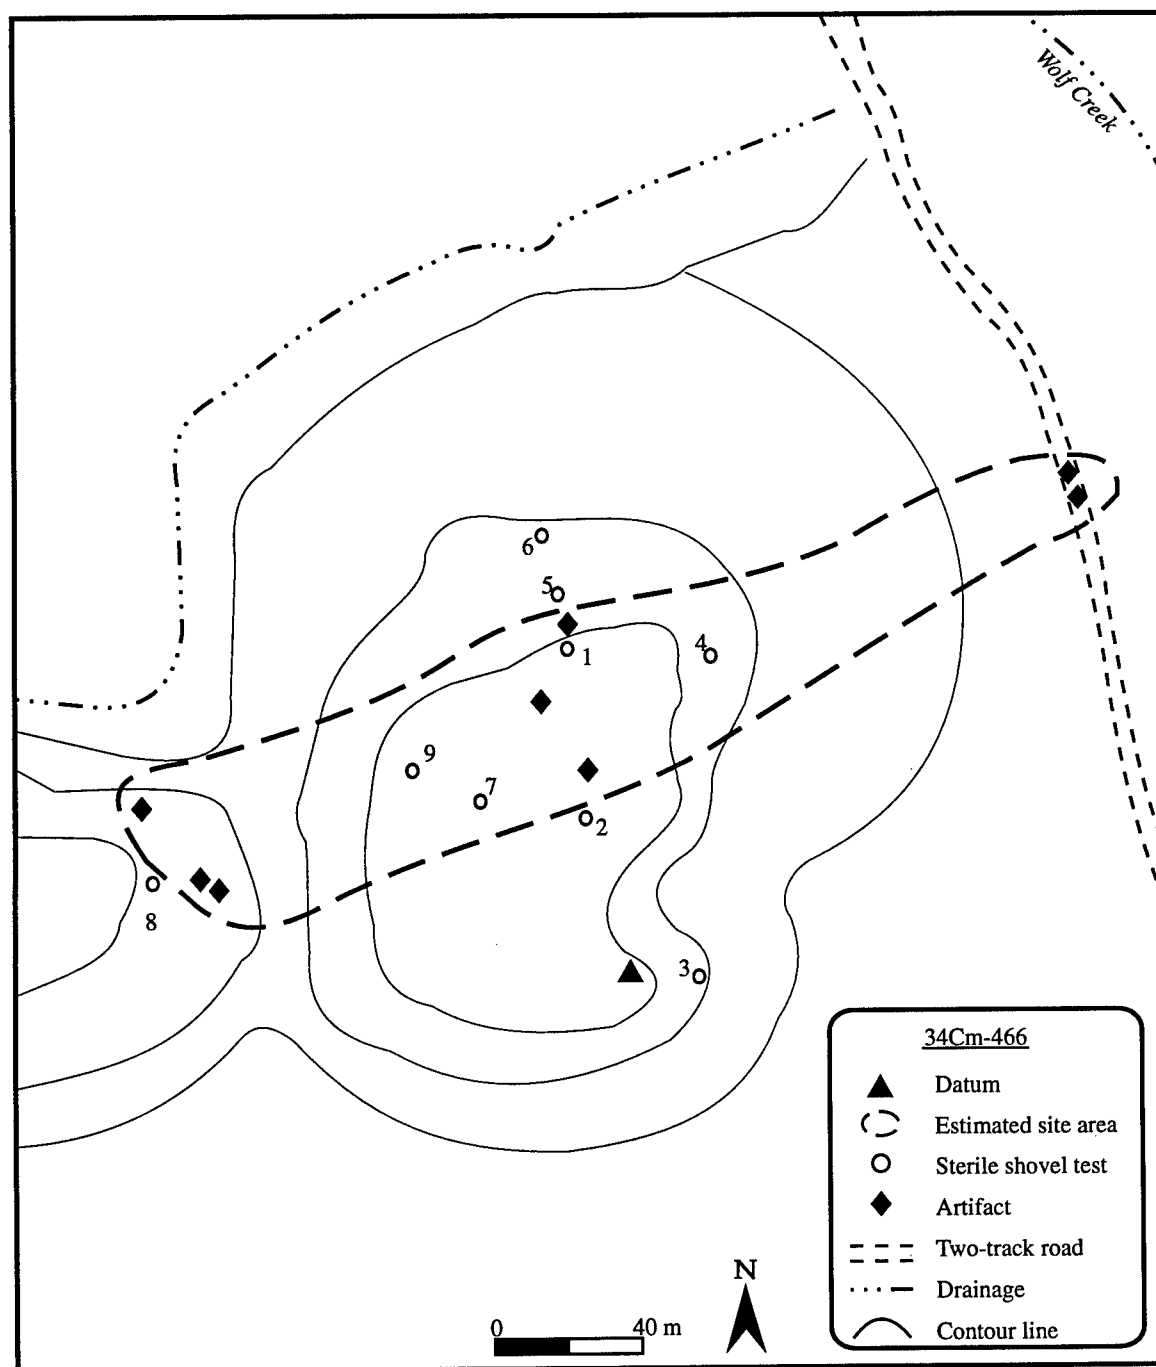 Wolf Creek
6
5
1
4
9
7
2
8
3
34Cm-466
Datum
Estimated site area
Sterile shovel test
Artifact
Two-track road
Drainage
Contour line
N
0 40 m